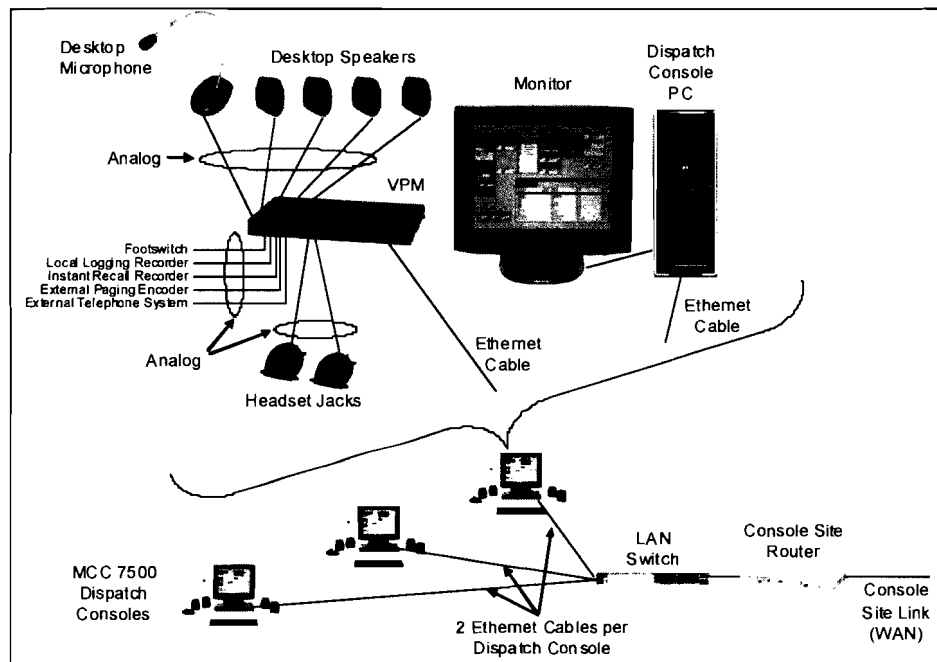 Desktop
Microphone
Desktop Speakers
Monitor
Dispatch
Console
PC
Analog
VPM
Footswitch
Local Logging Recorder
Instant Recall Recorder
External Paging Encoder
External Telephone System
Analog
Headset Jacks
Ethernet
Cable
Ethernet
Cable
MCC 7500
Dispatch
Consoles
LAN
Switch
Console Site
Router
2 Ethernet Cables per
Dispatch Console
Console
Site Link
(WAN)